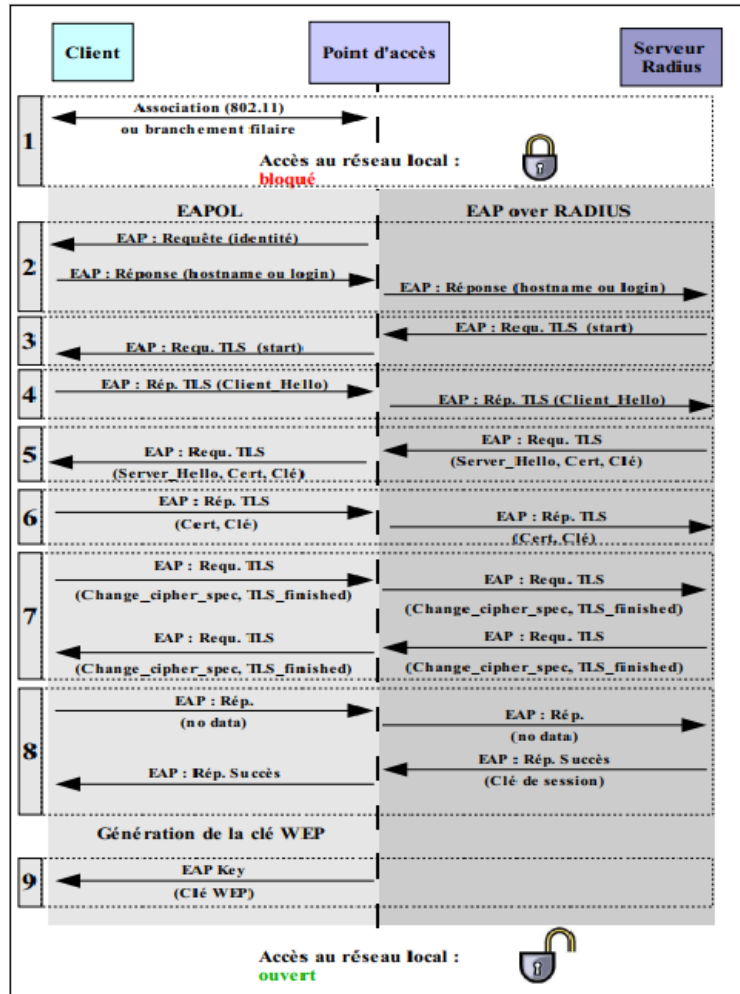 Client
Point d'accès
Serveur
Radius
1
Association (802.11)
ou branchement filaire
Accès au réseau local :
bloqué
EAPOL
EAP over RADIUS
2
EAP : Requête (identité)
EAP : Réponse (hostname ou login)
EAP : Réponse (hostname ou login)
3
EAP : Requ. TLS (start)
EAP : Requ. TLS (start)
4
EAP : Rép. TLS (Client_Hello)
EAP : Rép. TLS (Client_Hello)
5
EAP : Requ. TLS
(Server_Hello, Cert, Clé)
EAP : Requ. TLS
(Server_Hello, Cert, Clé)
6
EAP : Rép. TLS
(Cert, Clé)
EAP : Rép. TLS
(Cert, Clé)
7
EAP : Requ. TLS
(Change_cipher_spec, TLS_finished)
EAP : Requ. TLS
(Change_cipher_spec, TLS_finished)
EAP : Requ. TLS
(Change_cipher_spec, TLS_finished)
EAP : Requ. TLS
(Change_cipher_spec, TLS_finished)
8
EAP : Rép.
(no data)
EAP : Rép.
(no data)
EAP : Rép. Succès
(Clé de session)
EAP : Rép. Succès
Génération de la clé WEP
9
EAP Key
(Clé WEP)
Accès au réseau local :
ouvert